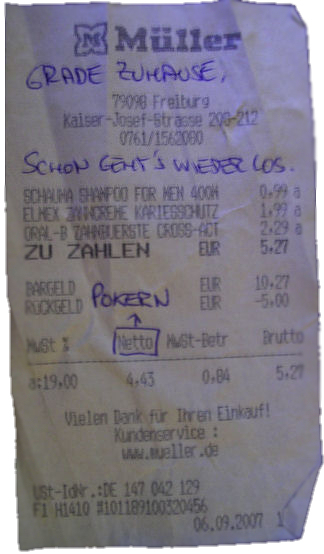 M Müller
GRADE ZUHAUSE,
79098 Freiburg
Kaiser-Josef-Strasse 208-212
0761/1562080
SCHON GEHT'S WIEDER LOS.
SCHAUMA SHAMPOO FOR MEN 400M 0,99 a
ELMEX ZAHNCREME KARIESSCHUTZ 1,99 a
ORAL-B ZAHNBUERSTE CROSS-ACT 2,29 a
ZU ZAHLEN EUR 5,27
BARGELD EUR 10,27
RÜCKGELD POKERN EUR -5,00
MwSt % Netto MwSt-Betr Brutto
a:19,00 4,43 0,84 5,27
Vielen Dank für Ihren Einkauf!
Kundenservice :
www.mueller.de
USt-IdNr.:DE 147 042 129
F1 H1410 #101189100320456
06.09.2007 1